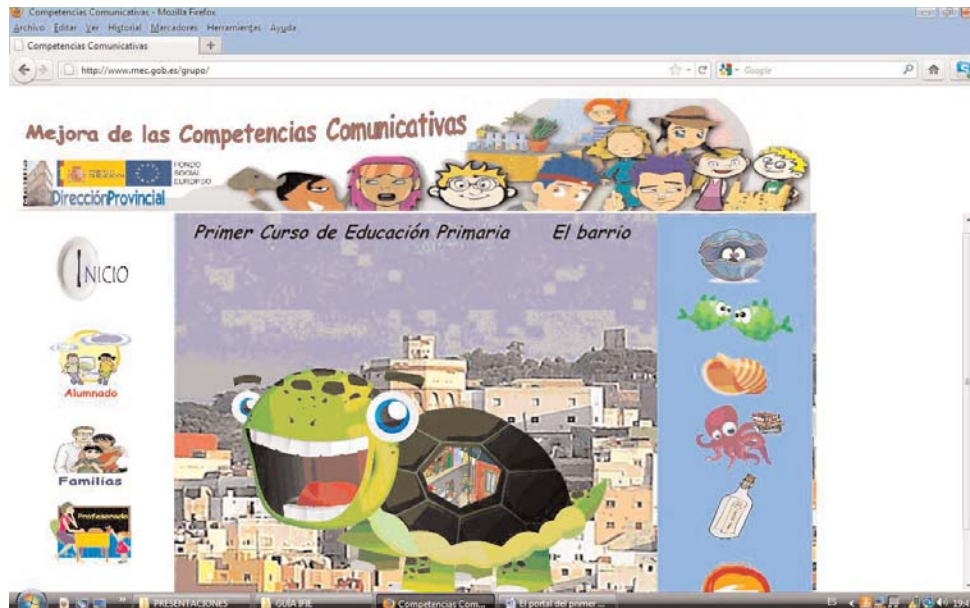 Competencias Comunicativas - Mozilla Firefox
Archivo Editar Ver Historial Marcadores Herramientas Ayuda
Competencias Comunicativas +
http://www.mec.gob.es/grupo/ Google
Mejora de las Competencias Comunicativas
FONDO
SOCIAL
EUROPEO
DirecciónProvincial
Primer Curso de Educación Primaria El barrio
INICIO
Alumnado
Familias
Profesorado
PRESENTACIONES GUÍA IFIE Competencias Com... El portal del primer ... ES